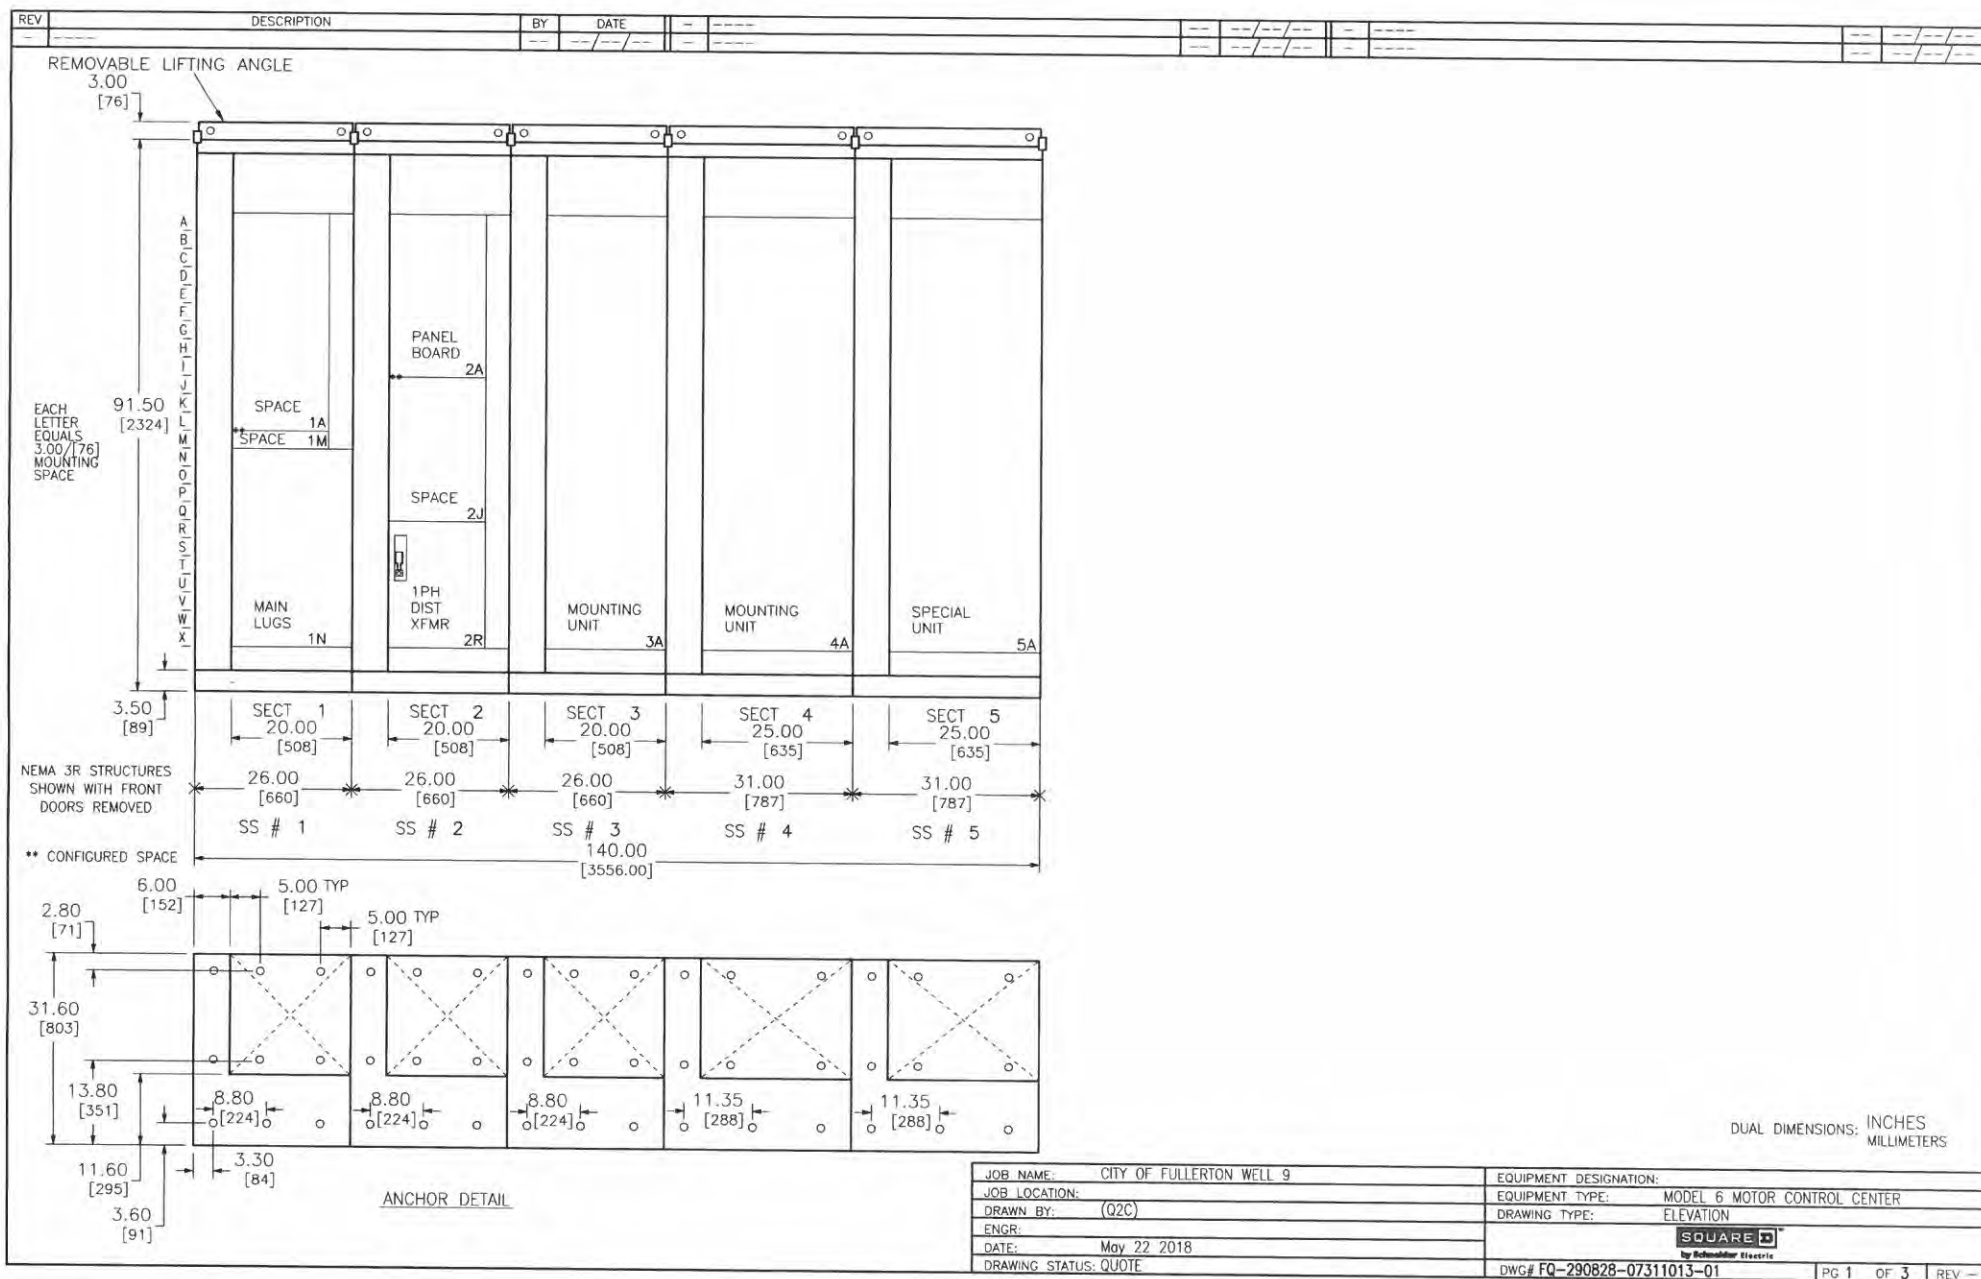 REV DESCRIPTION BY DATE - ----  -- --/--/-- - ---- -- --/--/--
- ---- -- --/--/-- - ---- -- --/--/-- - ---- -- --/--/--
REMOVABLE LIFTING ANGLE
3.00
[76]
A
B
C
D
E
F
G
H
I
J
K
L
M
N
O
P
Q
R
S
T
U
V
W
X
EACH
LETTER
EQUALS
3.00/[76]
MOUNTING
SPACE
91.50
[2324]
SPACE
1A
**
SPACE 1M
MAIN
LUGS
1N
PANEL
BOARD
2A
**
SPACE
2J
1PH
DIST
XFMR
2R
MOUNTING
UNIT
3A
MOUNTING
UNIT
4A
SPECIAL
UNIT
5A
3.50
[89]
SECT 1
20.00
[508]
SECT 2
20.00
[508]
SECT 3
20.00
[508]
SECT 4
25.00
[635]
SECT 5
25.00
[635]
NEMA 3R STRUCTURES
SHOWN WITH FRONT
DOORS REMOVED
26.00
[660]
26.00
[660]
26.00
[660]
31.00
[787]
31.00
[787]
SS # 1
SS # 2
SS # 3
SS # 4
SS # 5
** CONFIGURED SPACE
140.00
[3556.00]
6.00
[152]
5.00 TYP
[127]
5.00 TYP
[127]
2.80
[71]
31.60
[803]
13.80
[351]
8.80
[224]
8.80
[224]
8.80
[224]
11.35
[288]
11.35
[288]
11.60
[295]
3.30
[84]
3.60
[91]
ANCHOR DETAIL
DUAL DIMENSIONS: INCHES
MILLIMETERS
JOB NAME: CITY OF FULLERTON WELL 9
JOB LOCATION:
DRAWN BY: (Q2C)
ENGR:
DATE: May 22 2018
DRAWING STATUS: QUOTE
EQUIPMENT DESIGNATION:
EQUIPMENT TYPE: MODEL 6 MOTOR CONTROL CENTER
DRAWING TYPE: ELEVATION
SQUARE D
by Schneider Electric
DWG# FQ-290828-07311013-01 PG 1 OF 3 REV -